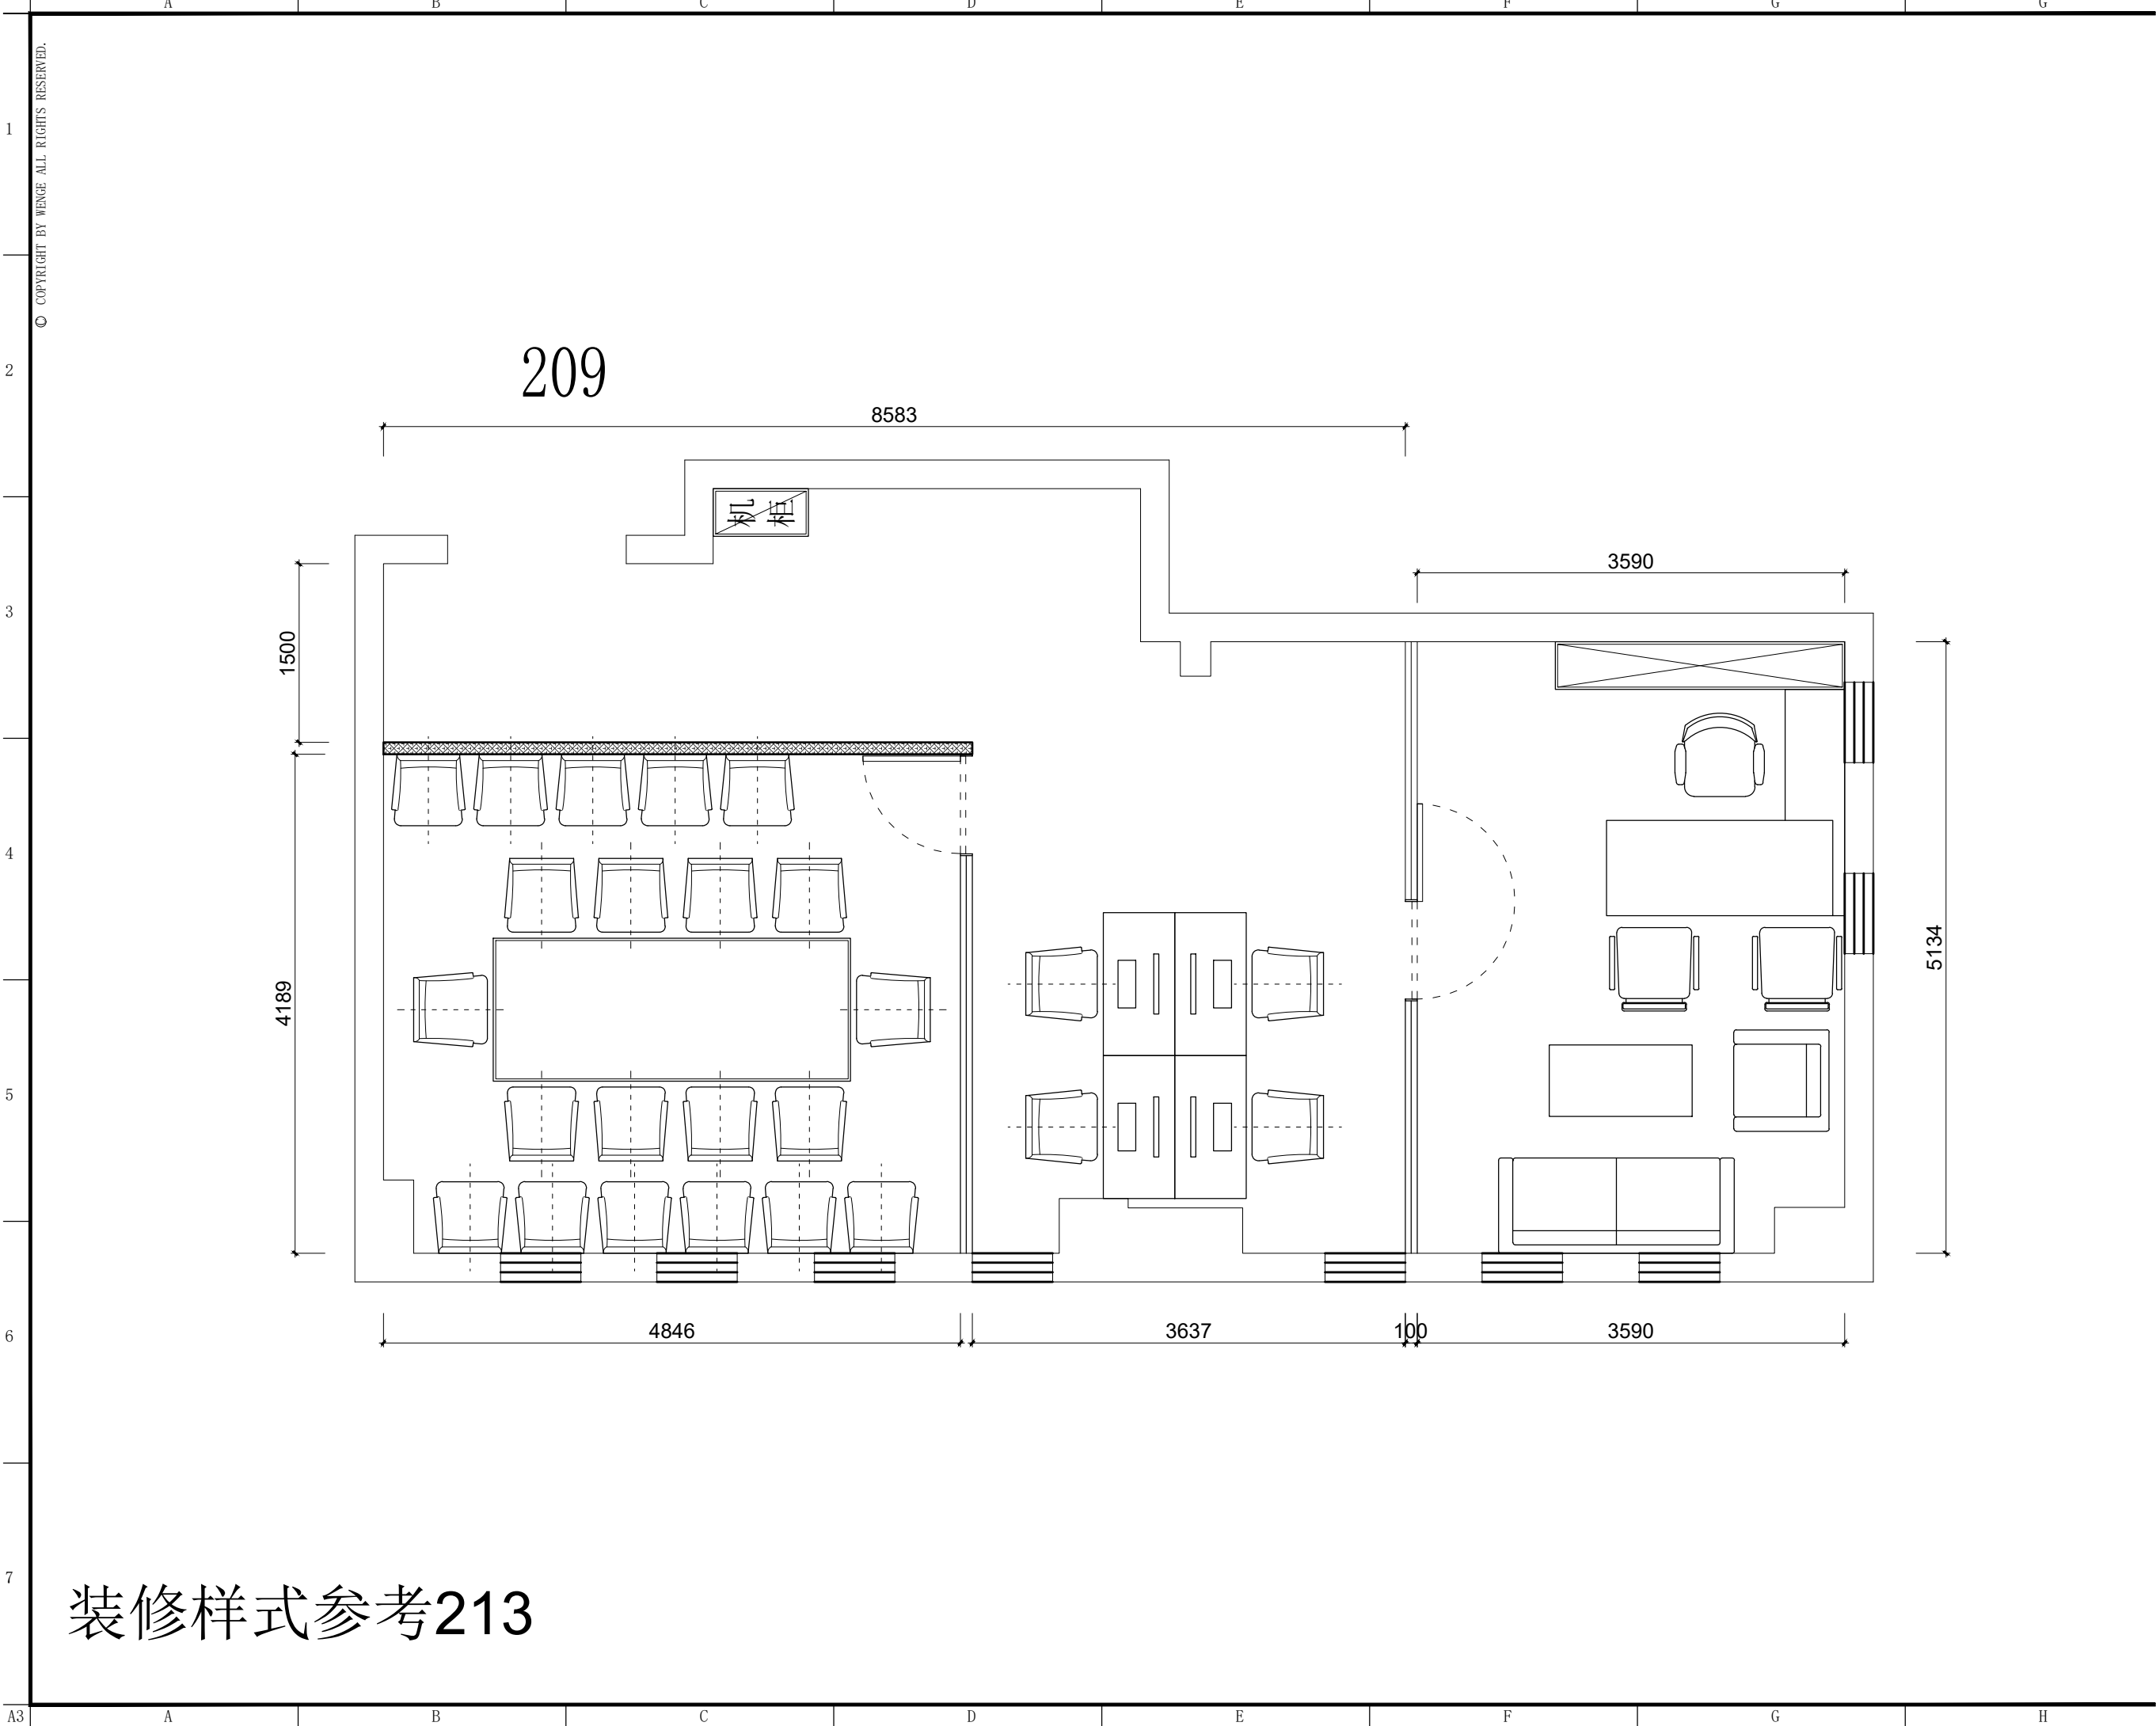 A B C D E F G G
© COPYRIGHT BY WENGE ALL RIGHTS RESERVED.
1
2
209
8583
机柜
3590
3
1500
4
5134
4189
5
4846 3637 100 3590
6
7
装修样式参考213
A3 A B C D E F G H